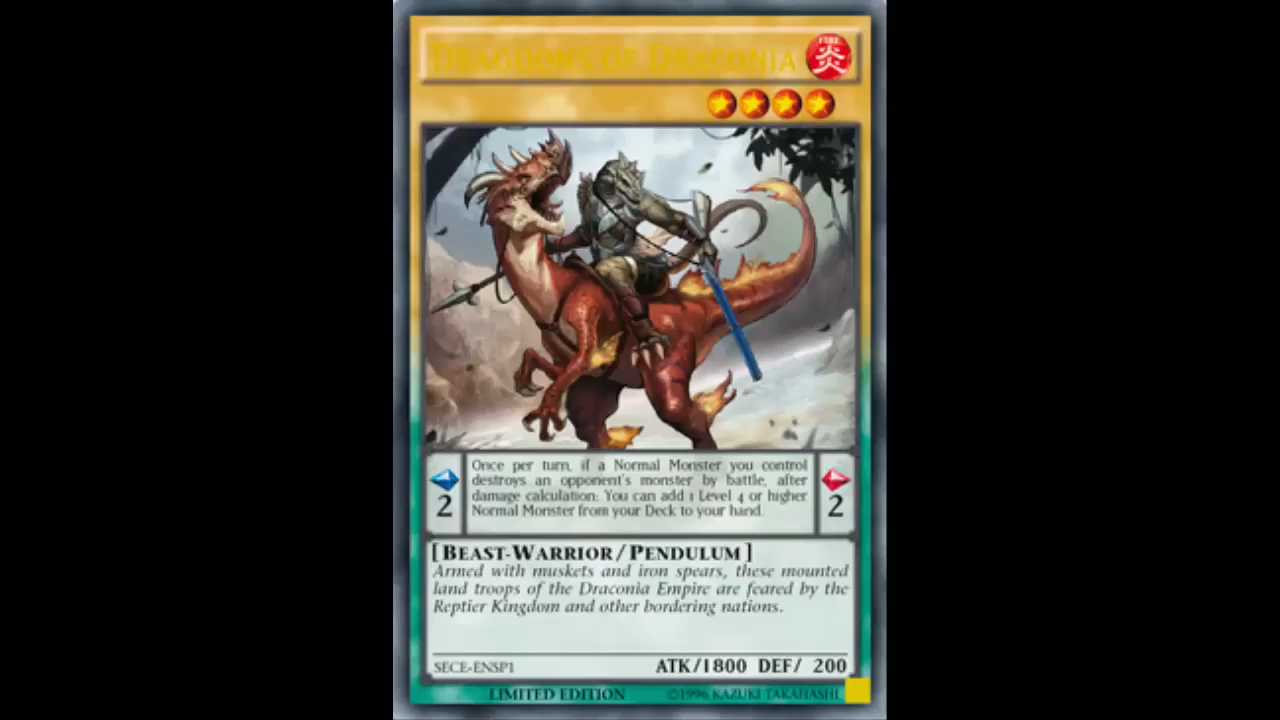 DRAGOONS OF DRACONIA
FIRE
炎
Once per turn, if a Normal Monster you control
destroys an opponent's monster by battle, after
damage calculation: You can add 1 Level 4 or higher
Normal Monster from your Deck to your hand.
2
2
[BEAST-WARRIOR/PENDULUM]
Armed with muskets and iron spears, these mounted
land troops of the Draconia Empire are feared by the
Reptier Kingdom and other bordering nations.
ATK/1800 DEF/ 200
SECE-ENSP1
LIMITED EDITION
©1996 KAZUKI TAKAHASHI